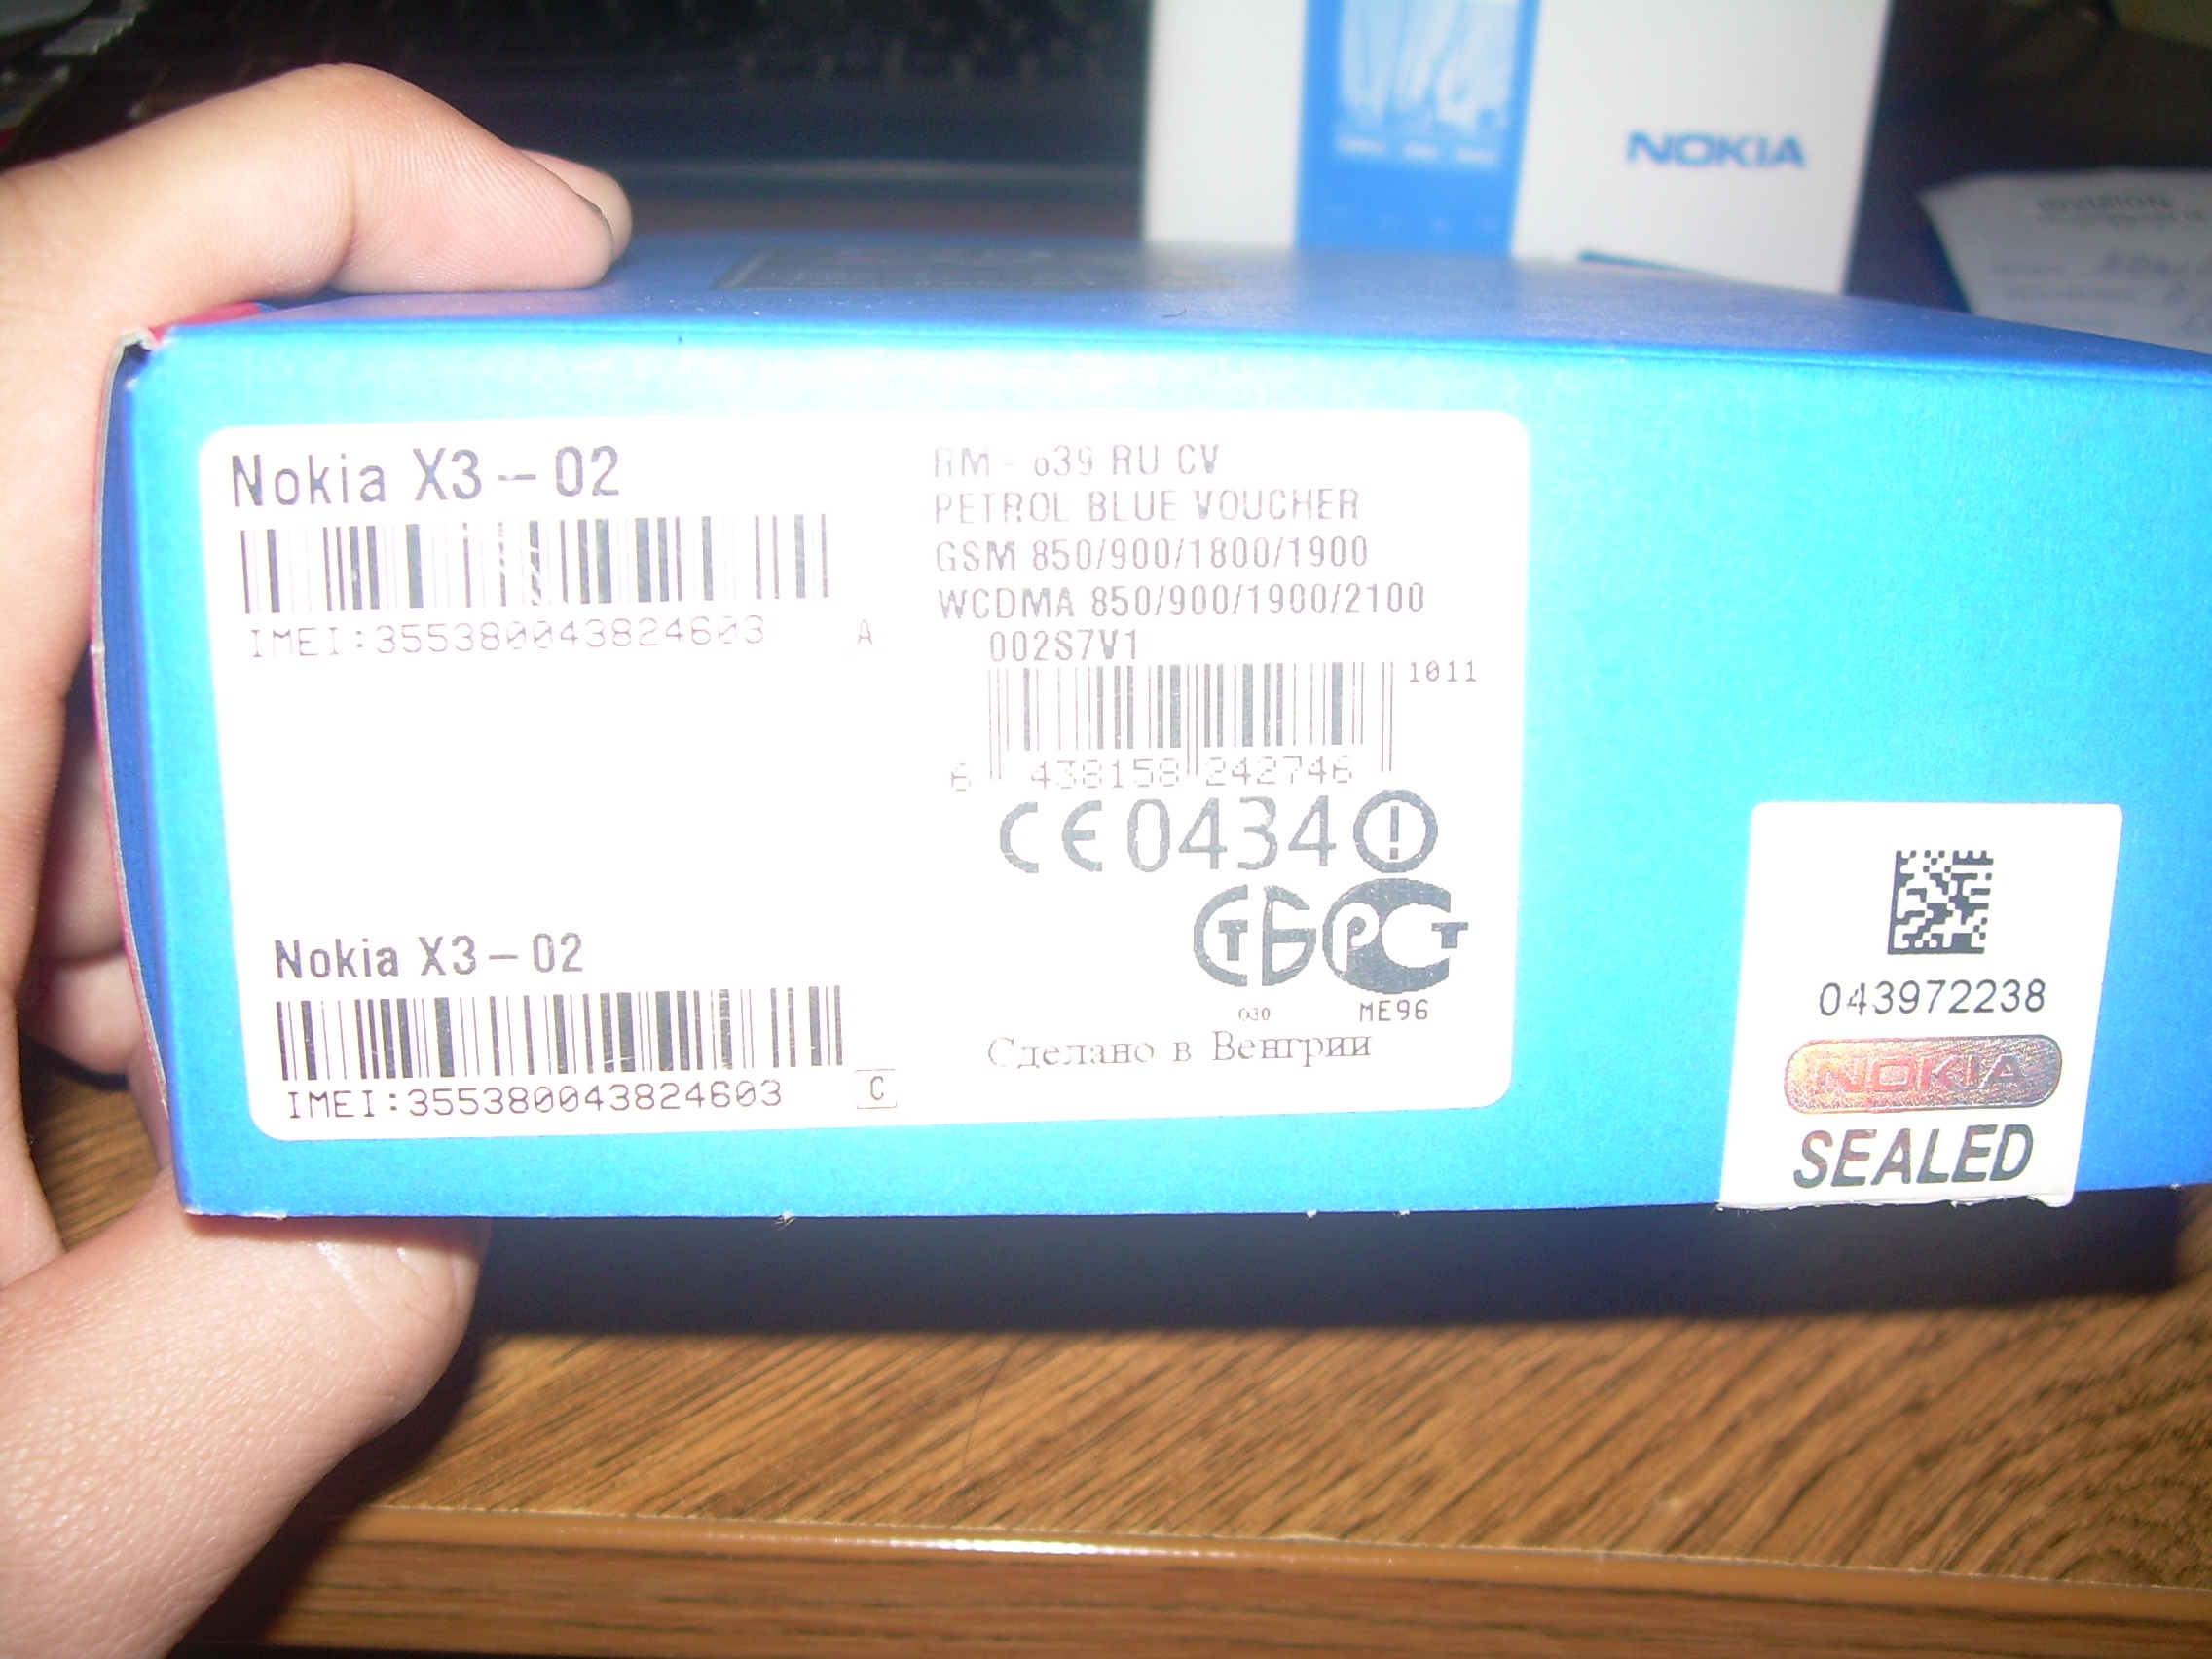 NOKIA
Nokia X3-02
IMEI:355380043824603 A
RM-639 RU CV
PETROL BLUE VOUCHER
GSM 850/900/1800/1900
WCDMA 850/900/1900/2100
002S7V1
1011
6 438158 242746
CE0434
Nokia X3-02
IMEI:355380043824603 C
СТБ РСТ
030 ME96
Сделано в Венгрии
043972238
NOKIA
SEALED